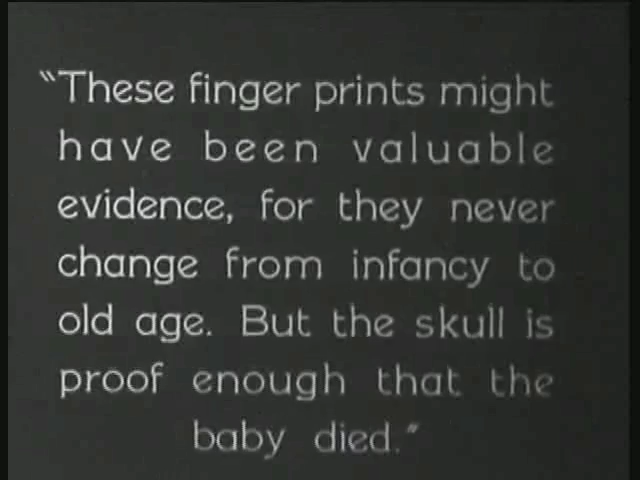 “These finger prints might
have been valuable
evidence, for they never
change from infancy to
old age. But the skull is
proof enough that the
baby died.”